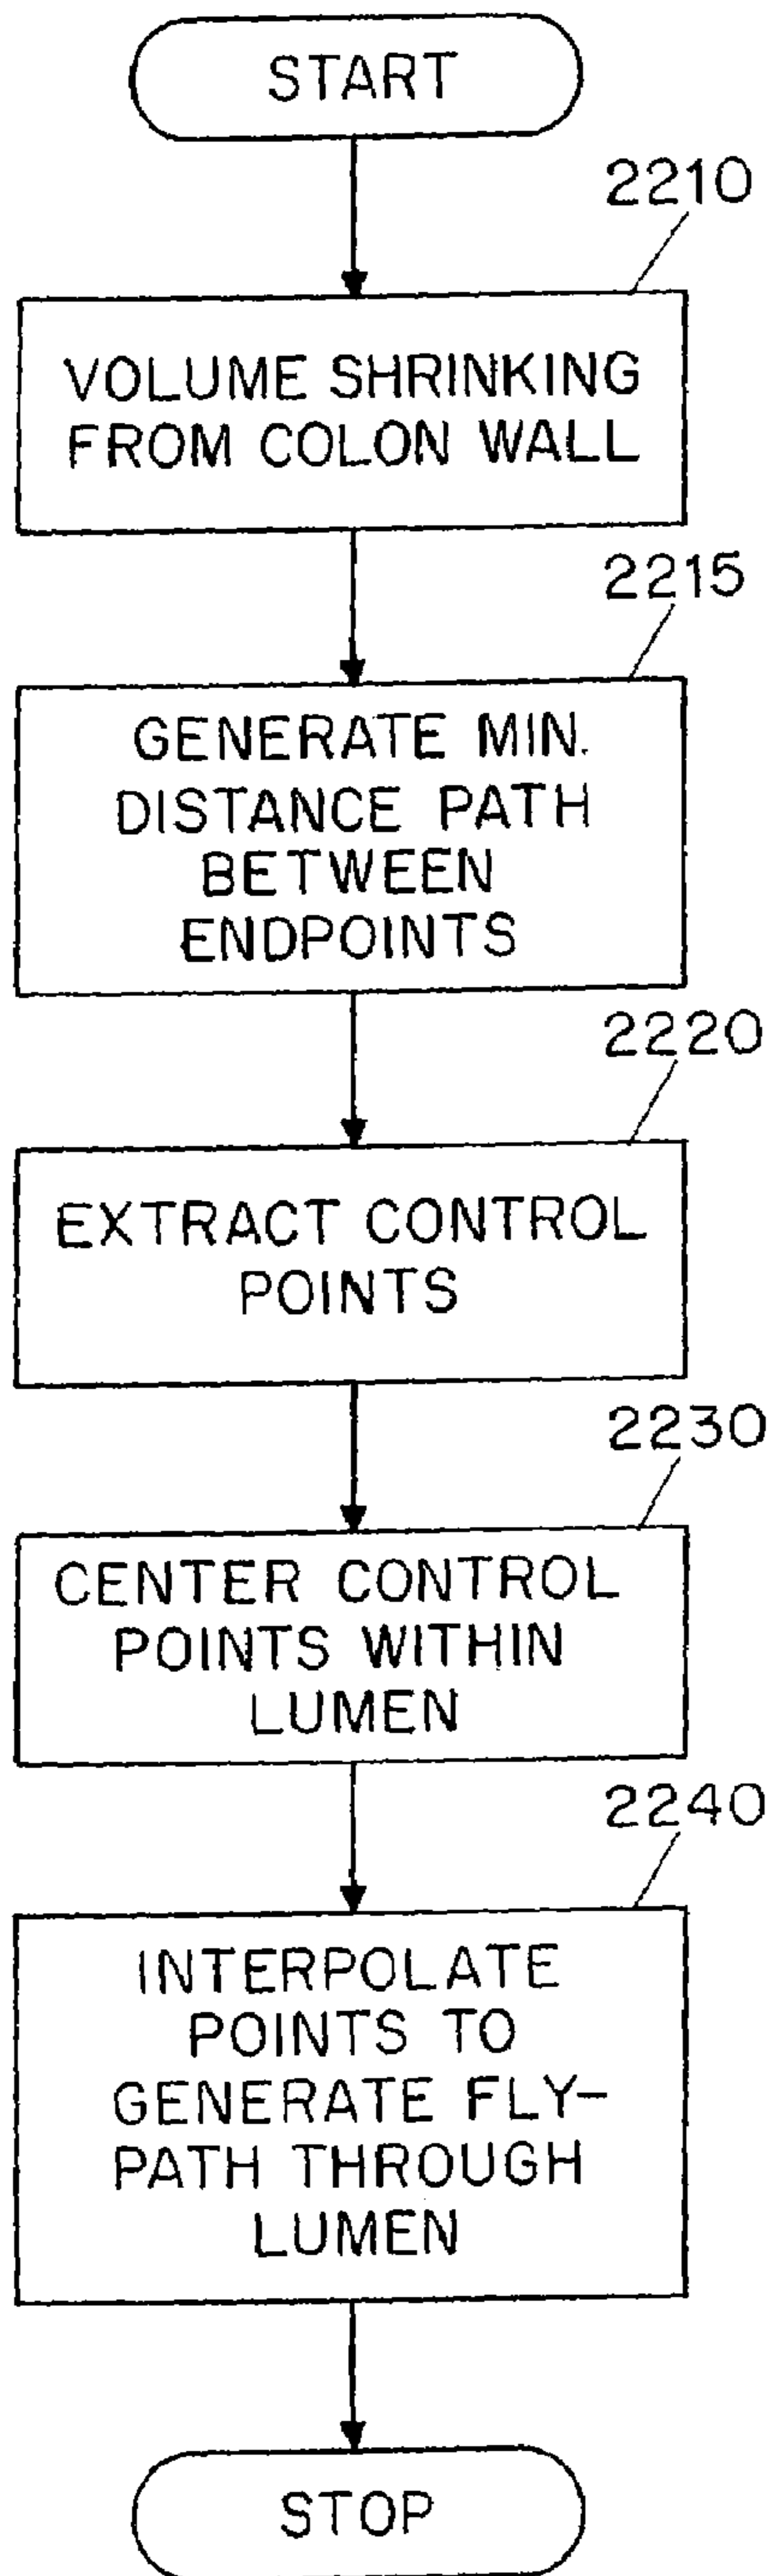 START
2210
VOLUME SHRINKING
FROM COLON WALL
2215
GENERATE MIN.
DISTANCE PATH
BETWEEN
ENDPOINTS
2220
EXTRACT CONTROL
POINTS
2230
CENTER CONTROL
POINTS WITHIN
LUMEN
2240
INTERPOLATE
POINTS TO
GENERATE FLY-
PATH THROUGH
LUMEN
STOP